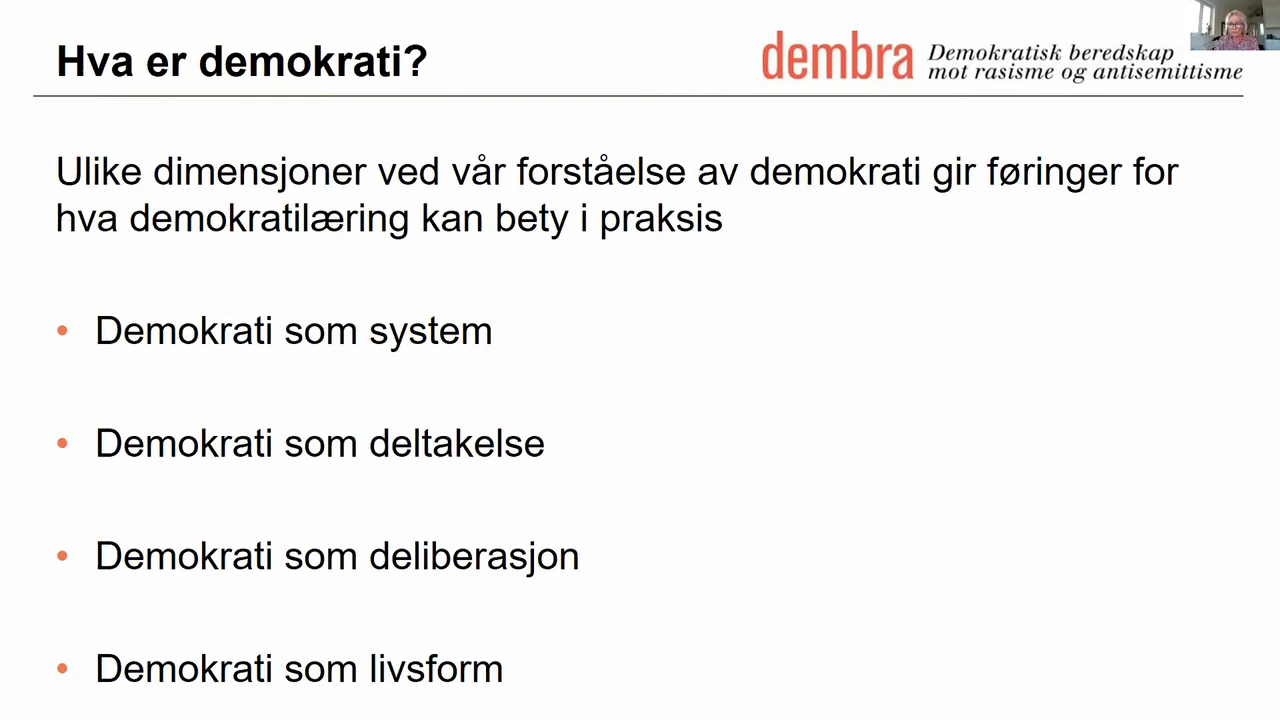 Hva er demokrati?
dembra
Demokratisk beredskap
mot rasisme og antisemittisme
Ulike dimensjoner ved vår forståelse av demokrati gir føringer for
hva demokratilæring kan bety i praksis
• Demokrati som system
• Demokrati som deltakelse
• Demokrati som deliberasjon
• Demokrati som livsform